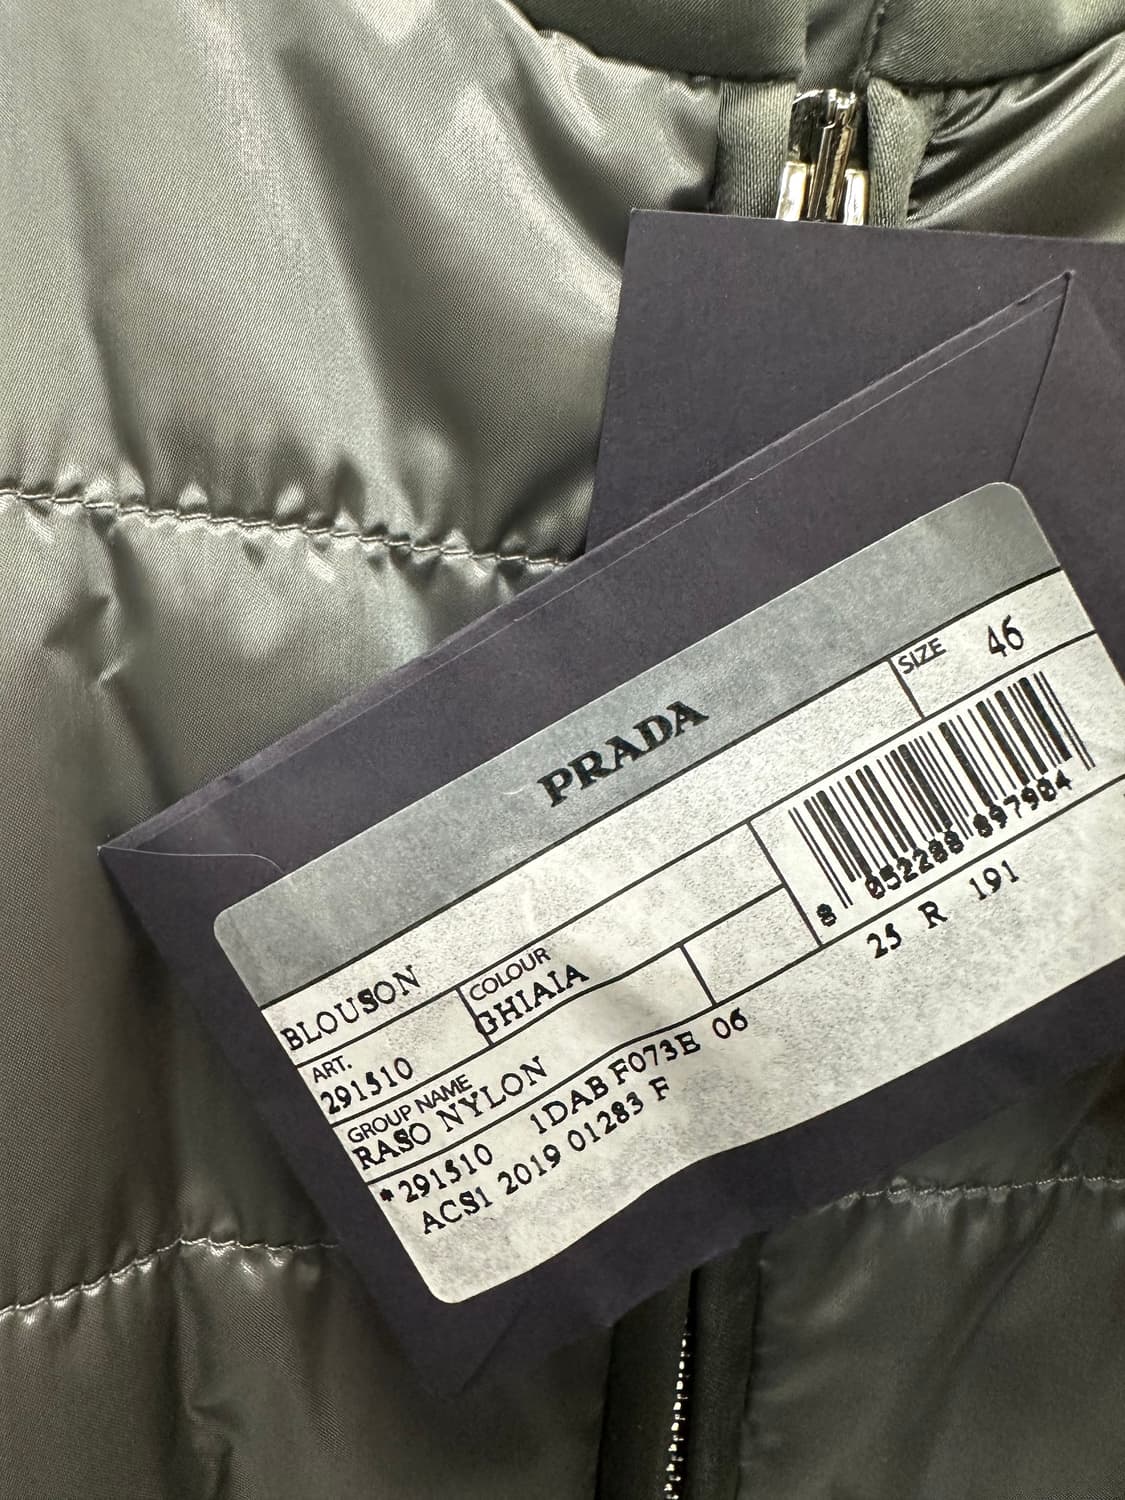 PRADA
SIZE 46
8 052288 897984
25 R 191
BLOUSON
ART. 291510
COLOUR GHIAIA
GROUP NAME
RASO NYLON
*291510 1DAB F073E 06
ACS1 2019 01283 F